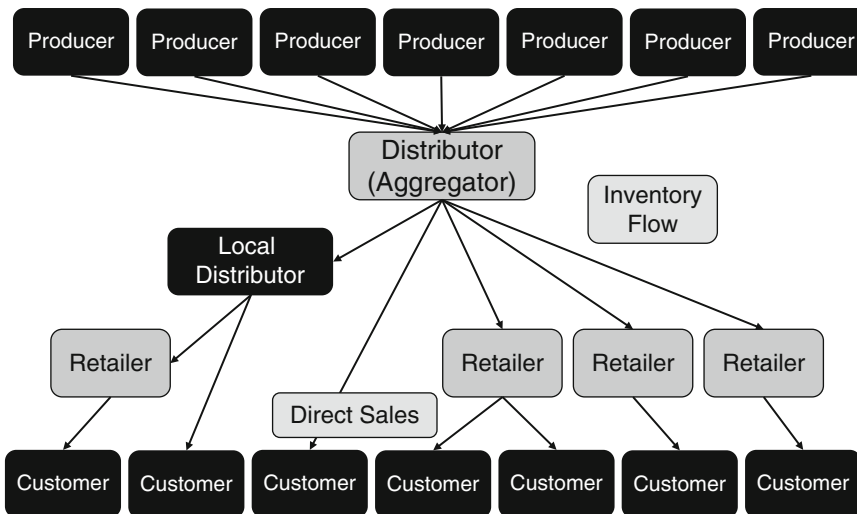 Producer
Producer
Producer
Producer
Producer
Producer
Producer
Distributor
(Aggregator)
Inventory
Flow
Local
Distributor
Retailer
Retailer
Retailer
Retailer
Direct Sales
Customer
Customer
Customer
Customer
Customer
Customer
Customer